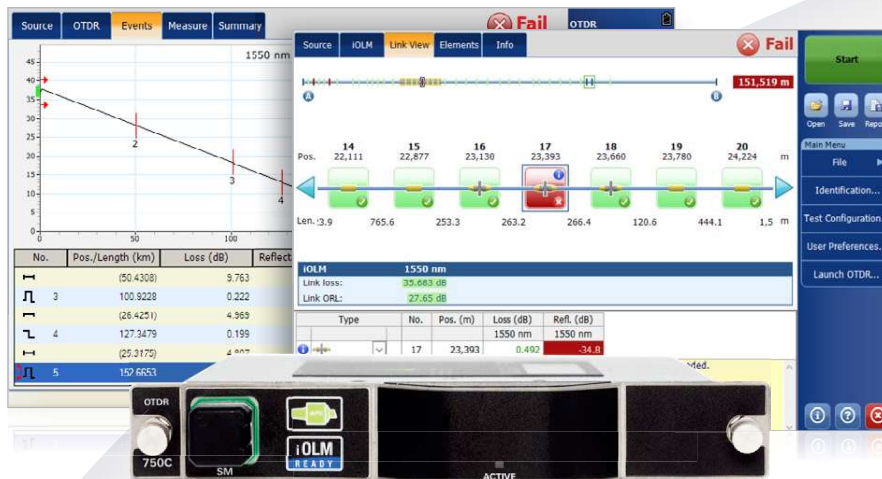 Source OTDR Events Measure Summary
Fail
OTDR
1550 nm
45
40
35
30
25
20
15
10
5
0
0 50 100
2
3
4
No. Pos./Length (km) Loss (dB) Reflect
(50.4308) 9.763
3 100.9228 0.222
(26.4251) 4.969
4 127.3479 0.199
(25.3175) 4.807
5 152.6653
Source iOLM Link View Elements Info
Fail
A B
151,519 m
14 15 16 17 18 19 20
Pos. 22,111 22,877 23,130 23,393 23,660 23,780 24,224 m
Len. 3.9 765.6 253.3 263.2 266.4 120.6 444.1 1.5 m
iOLM 1550 nm
Link loss: 35.683 dB
Link ORL: 27.65 dB
Type No. Pos. (m) Loss (dB) Refl. (dB)
1550 nm 1550 nm
17 23,393 0.492 -34.8
Start
Open Save Repo
Main Menu
File
Identification...
Test Configuration.
User Preferences.
Launch OTDR...
OTDR
750C
SM
iOLM
READY
ACTIVE